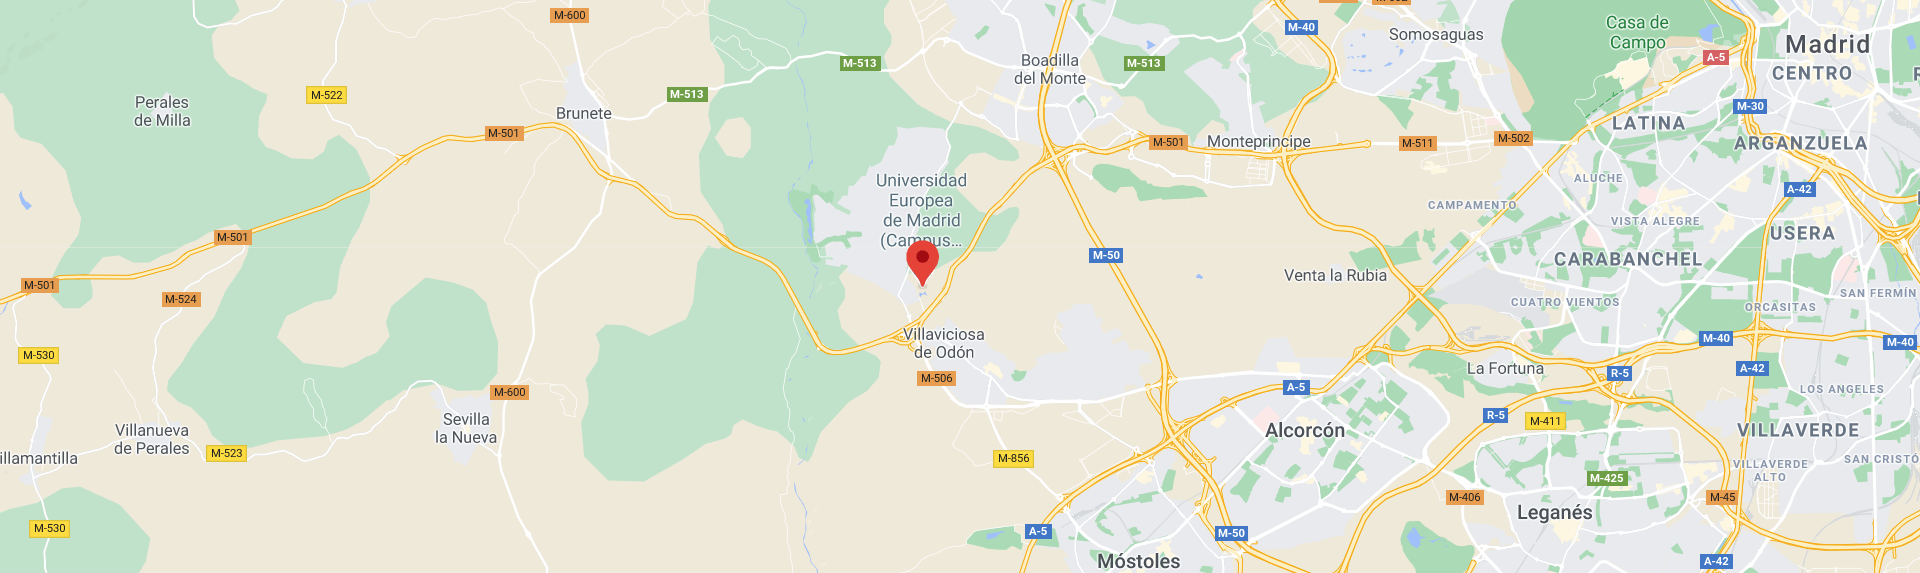 M-600
M-40
Somosaguas
Casa de
Campo
Madrid
CENTRO
M-513
Boadilla
del Monte
M-513
A-5
M-522
M-513
Perales
de Milla
Brunete
M-501
M-501
Monteprincipe
M-511
M-502
M-30
LATINA
ARGANZUELA
Universidad
Europea
de Madrid
(Campus...
ALUCHE
A-42
CAMPAMENTO
VISTA ALEGRE
USERA
M-501
M-50
CARABANCHEL
Venta la Rubia
M-501
M-524
CUATRO VIENTOS
ORCASITAS
SAN FERMÍN
Villaviciosa
de Odón
M-40
M-40
M-530
M-506
A-5
La Fortuna
R-5
A-42
LOS ANGELES
M-600
Sevilla
la Nueva
Villanueva
de Perales
M-523
illamantilla
Alcorcón
R-5
M-411
VILLAVERDE
M-856
VILLAVERDE
ALTO
SAN CRISTÓ
M-425
M-406
M-45
Leganés
M-530
A-5
M-50
Móstoles
A-42